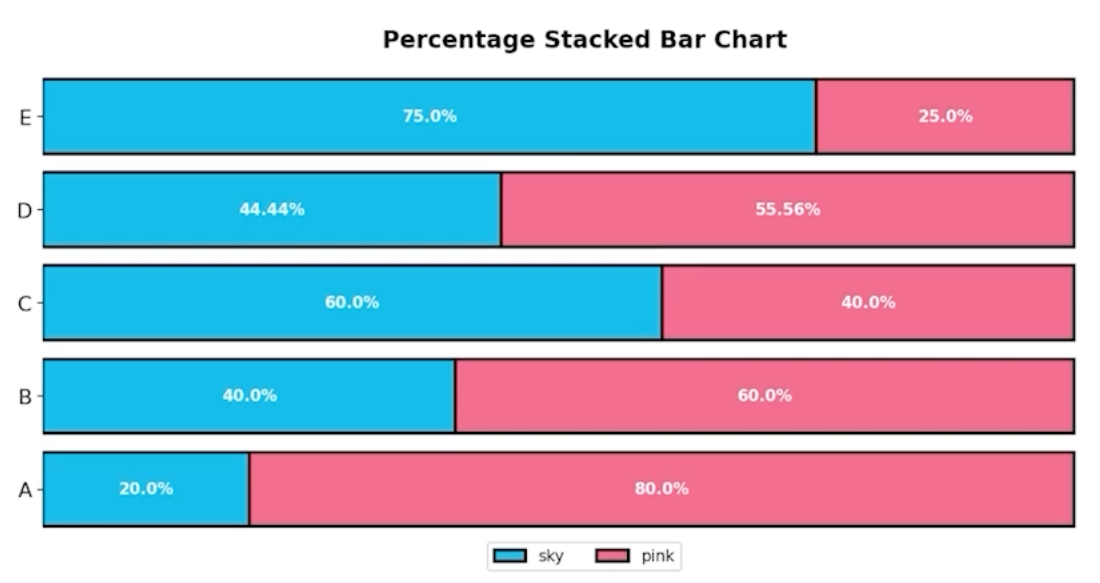 Percentage Stacked Bar Chart
E 75.0% 25.0%
D 44.44% 55.56%
C 60.0% 40.0%
B 40.0% 60.0%
A 20.0% 80.0%
sky pink